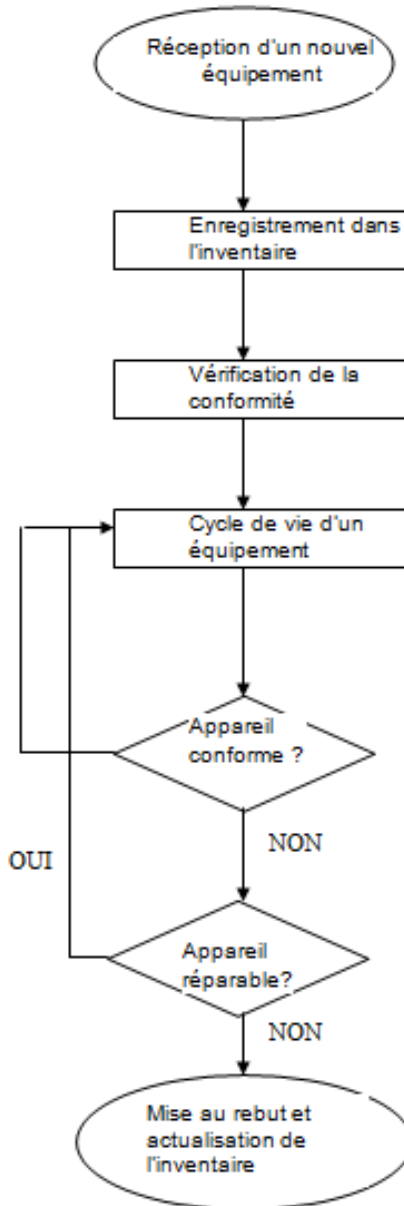 Réception d'un nouvel
équipement
Enregistrement dans
l'inventaire
Vérification de la
conformité
Cycle de vie d'un
équipement
Appareil
conforme ?
NON
OUI
Appareil
réparable?
NON
Mise au rebut et
actualisation de
l'inventaire